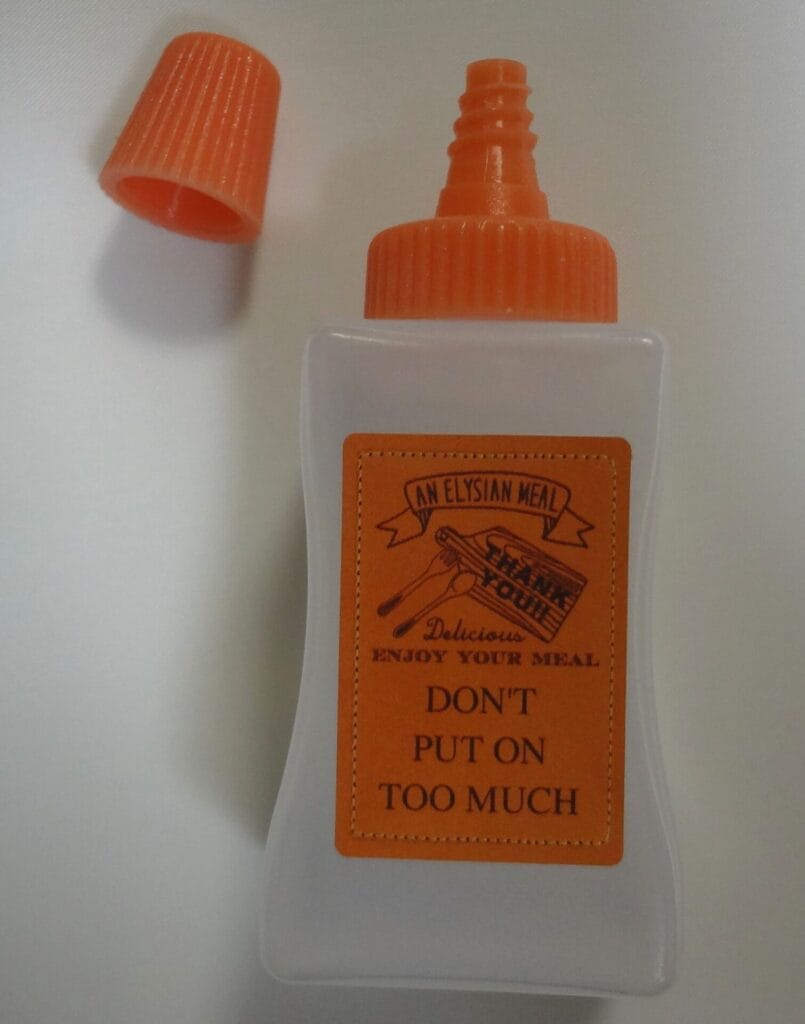 AN ELYSIAN MEAL
THANK
YOU!!
Delicious
ENJOY YOUR MEAL
DON'T
PUT ON
TOO MUCH